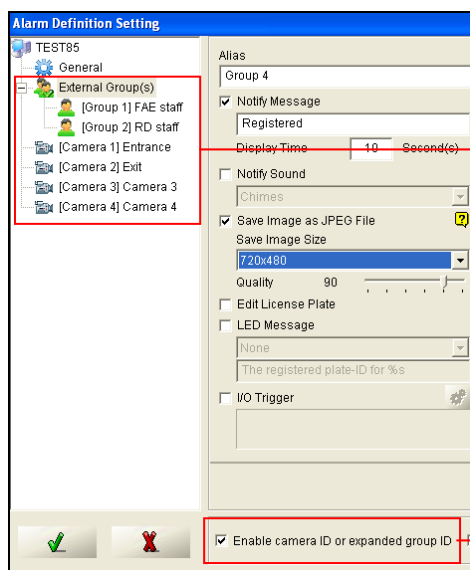 Alarm Definition Setting
TEST85
General
External Group(s)
[Group 1] FAE staff
[Group 2] RD staff
[Camera 1] Entrance
[Camera 2] Exit
[Camera 3] Camera 3
[Camera 4] Camera 4
Alias
Group 4
Notify Message
Registered
Display Time 10 Second(s)
Notify Sound
Chimes
Save Image as JPEG File
Save Image Size
720x480
Quality 90
Edit License Plate
LED Message
None
The registered plate-ID for %s
I/O Trigger
Enable camera ID or expanded group ID